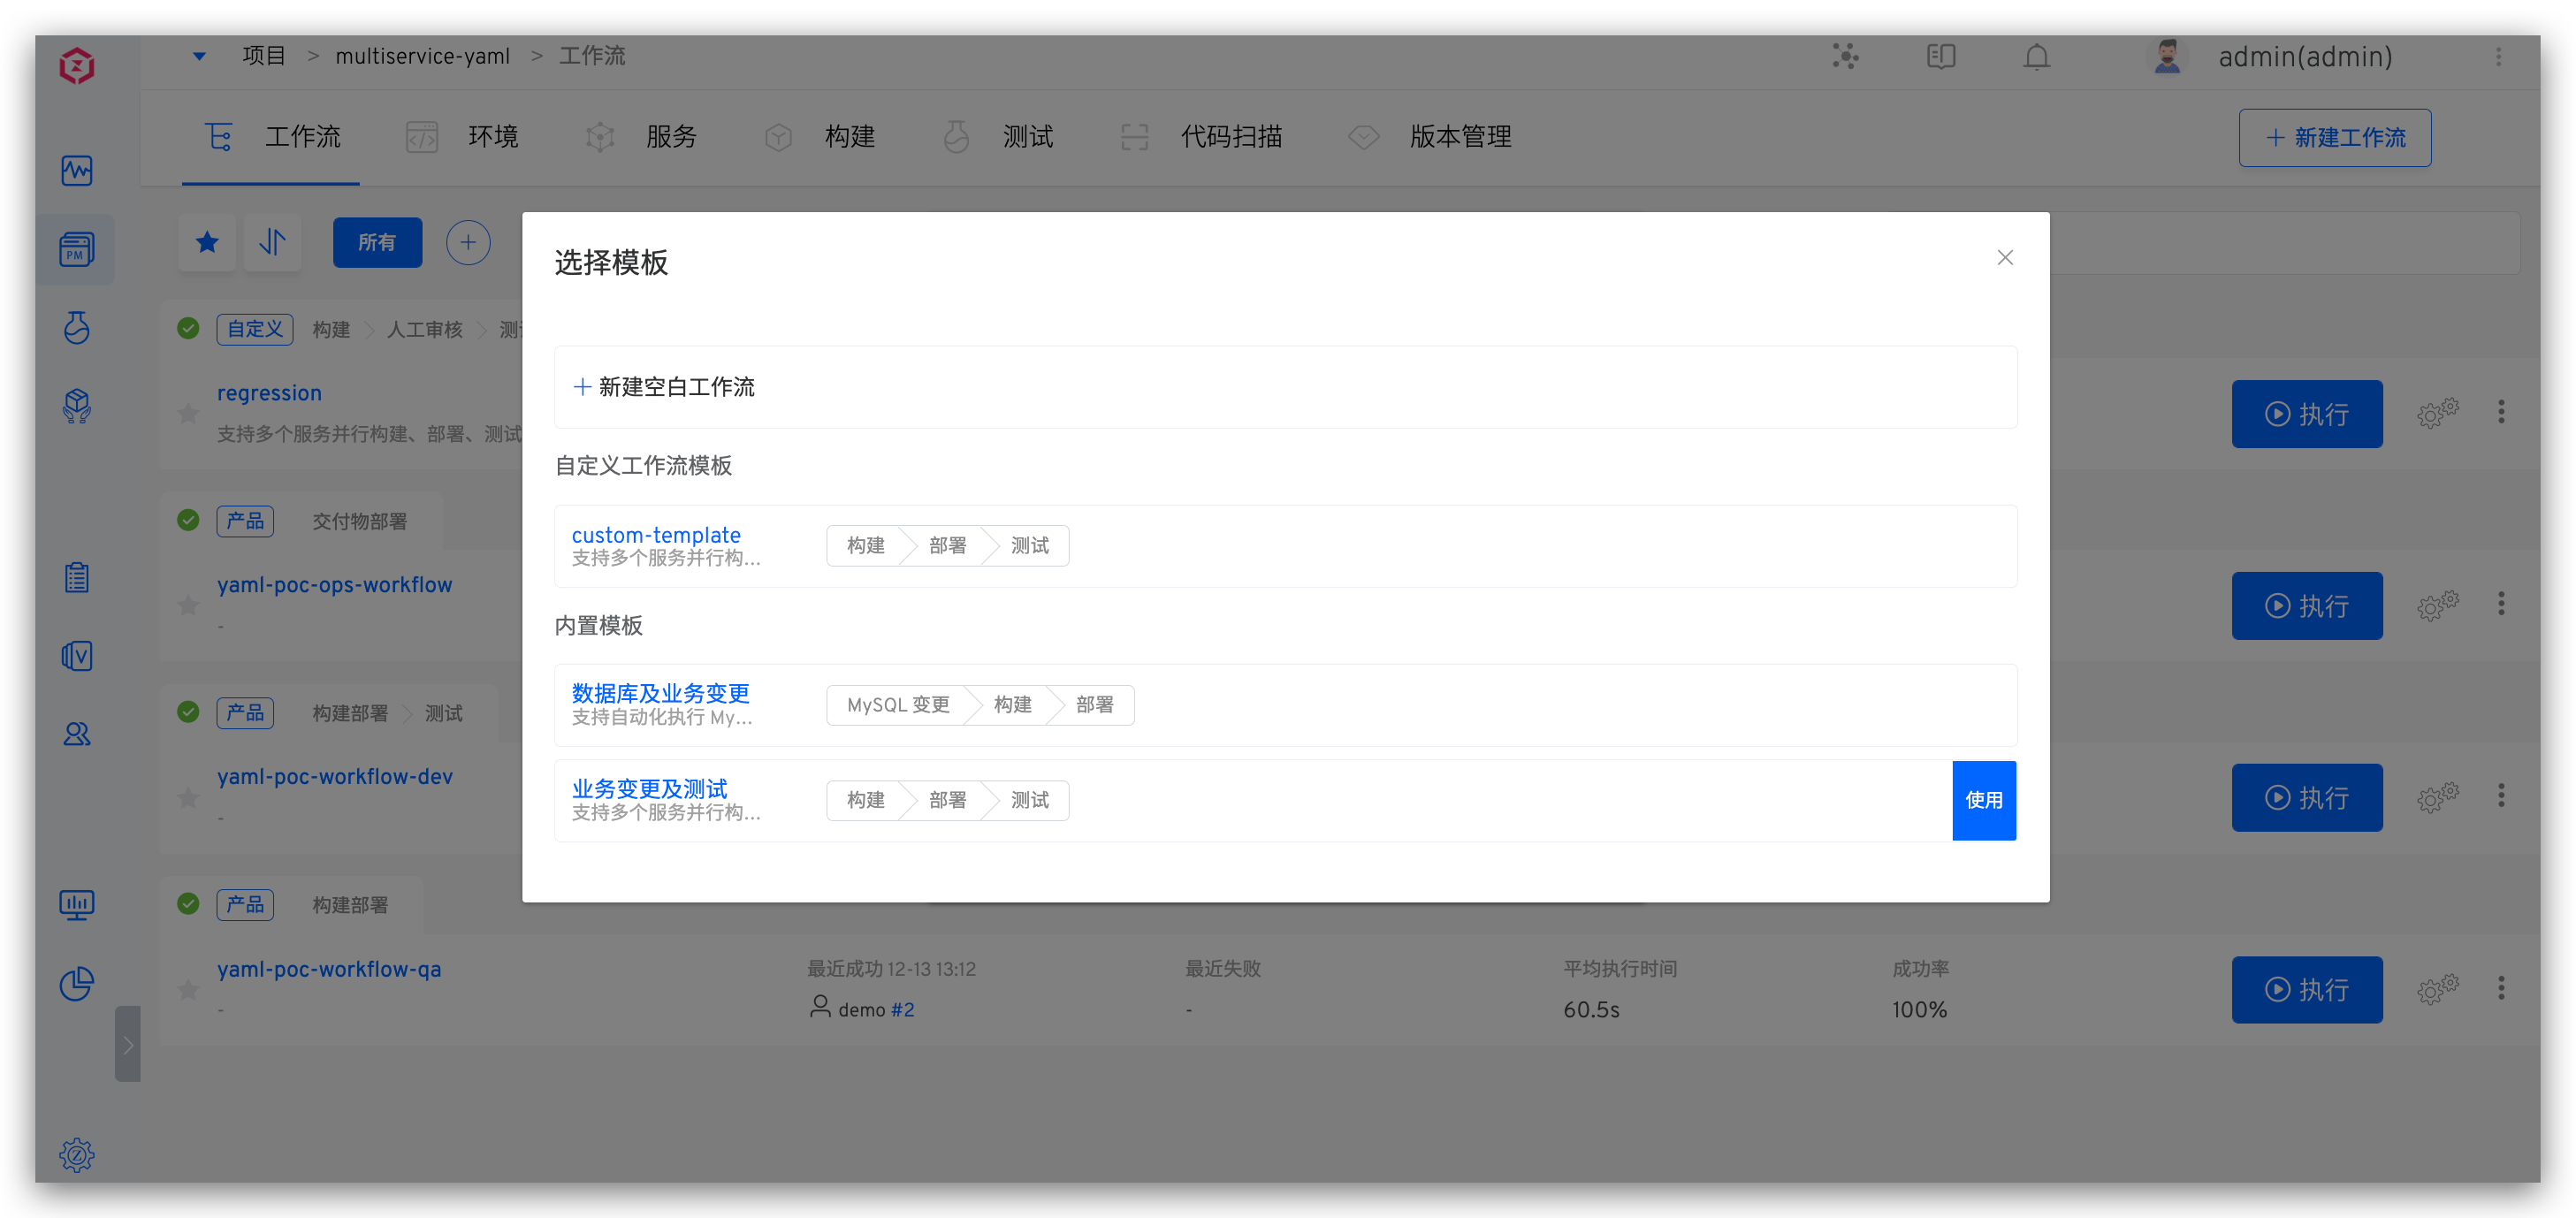 项目 > multiservice-yaml > 工作流
admin(admin)
工作流 环境 服务 构建 测试 代码扫描 版本管理
+ 新建工作流
PM
所有
自定义 构建 人工审核
regression
支持多个服务并行构建、部署、测试
执行
产品 交付物部署
yaml-poc-ops-workflow
-
执行
产品 构建部署 测试
yaml-poc-workflow-dev
-
执行
产品 构建部署
yaml-poc-workflow-qa
-
最近成功 12-13 13:12
demo #2
最近失败
-
平均执行时间
60.5s
成功率
100%
执行
V
Z
选择模板
+ 新建空白工作流
自定义工作流模板
custom-template
支持多个服务并行构...
构建 部署 测试
内置模板
数据库及业务变更
支持自动化执行 My...
MySQL 变更 构建 部署
业务变更及测试
支持多个服务并行构...
构建 部署 测试
使用